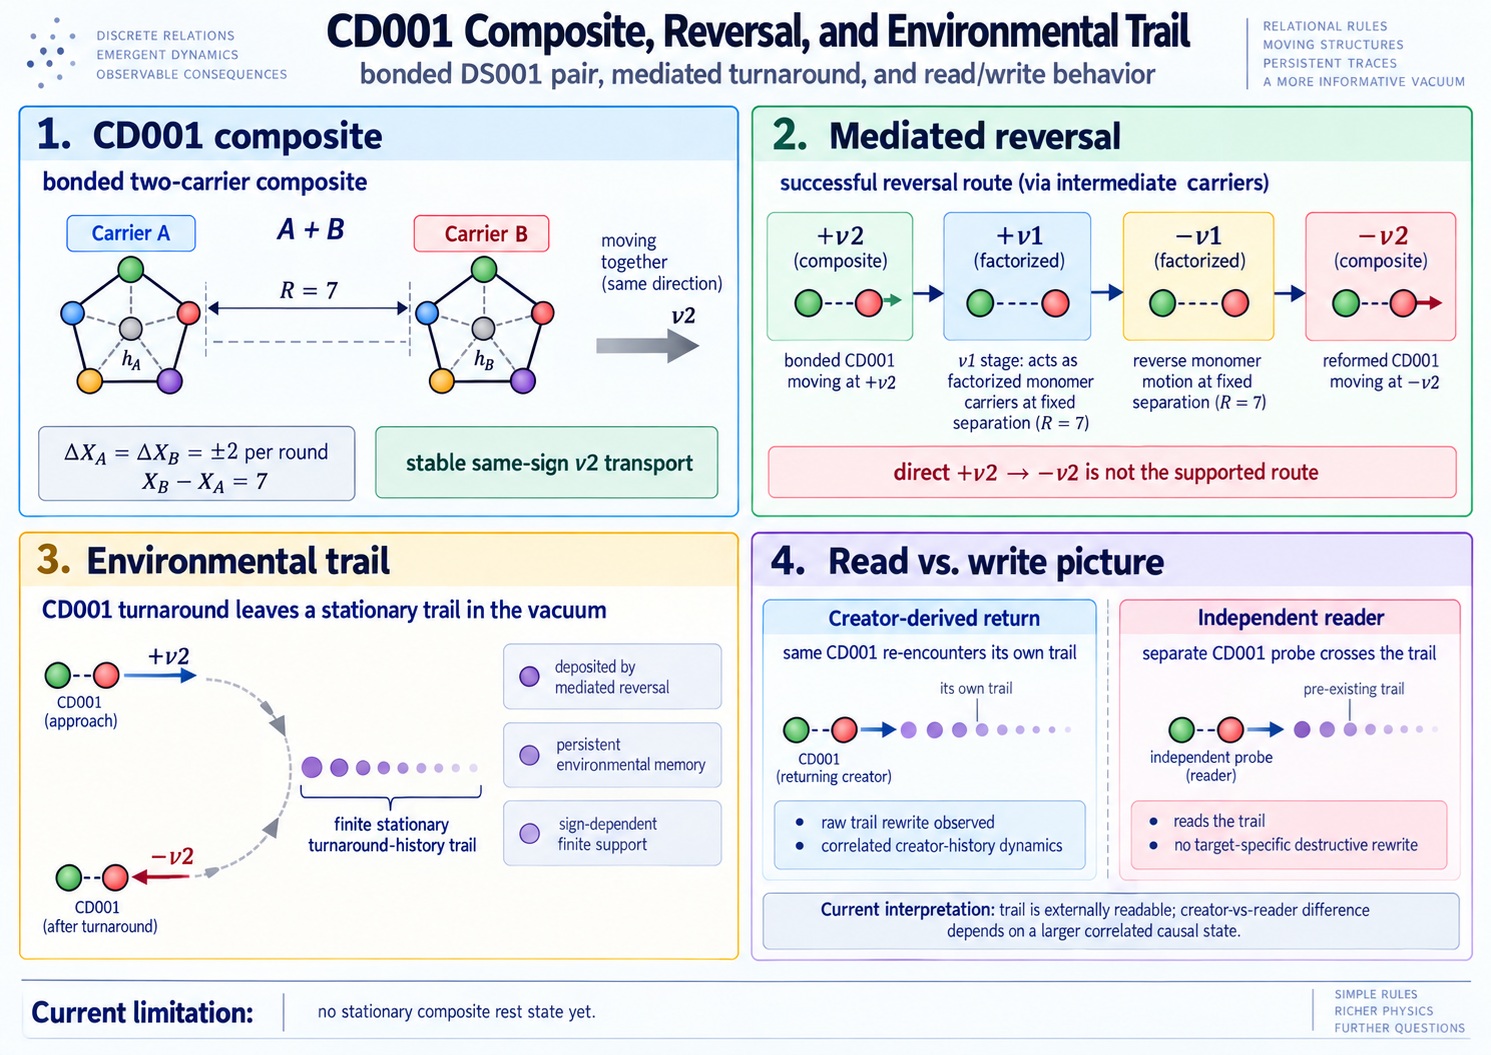 DISCRETE RELATIONS
EMERGENT DYNAMICS
OBSERVABLE CONSEQUENCES
CD001 Composite, Reversal, and Environmental Trail
bonded DS001 pair, mediated turnaround, and read/write behavior
RELATIONAL RULES
MOVING STRUCTURES
PERSISTENT TRACES
A MORE INFORMATIVE VACUUM
1. CD001 composite
bonded two-carrier composite
Carrier A
A + B
Carrier B
R = 7
moving
together
(same direction)
v2
h_A
h_B
ΔX_A = ΔX_B = ±2 per round
X_B − X_A = 7
stable same-sign v2 transport
2. Mediated reversal
successful reversal route (via intermediate carriers)
+v2
(composite)
bonded CD001
moving at +v2
+v1
(factorized)
v1 stage: acts as
factorized monomer
carriers at fixed
separation (R = 7)
−v1
(factorized)
reverse monomer
motion at fixed
separation (R = 7)
−v2
(composite)
reformed CD001
moving at −v2
direct +v2 → −v2 is not the supported route
3. Environmental trail
CD001 turnaround leaves a stationary trail in the vacuum
+v2
CD001
(approach)
finite stationary
turnaround-history trail
−v2
CD001
(after turnaround)
deposited by
mediated reversal
persistent
environmental memory
sign-dependent
finite support
4. Read vs. write picture
Creator-derived return
same CD001 re-encounters its own trail
its own trail
CD001
(returning creator)
• raw trail rewrite observed
• correlated creator-history dynamics
Independent reader
separate CD001 probe crosses the trail
pre-existing trail
independent probe
(reader)
• reads the trail
• no target-specific destructive rewrite
Current interpretation: trail is externally readable; creator-vs-reader difference
depends on a larger correlated causal state.
Current limitation:
no stationary composite rest state yet.
SIMPLE RULES
RICHER PHYSICS
FURTHER QUESTIONS